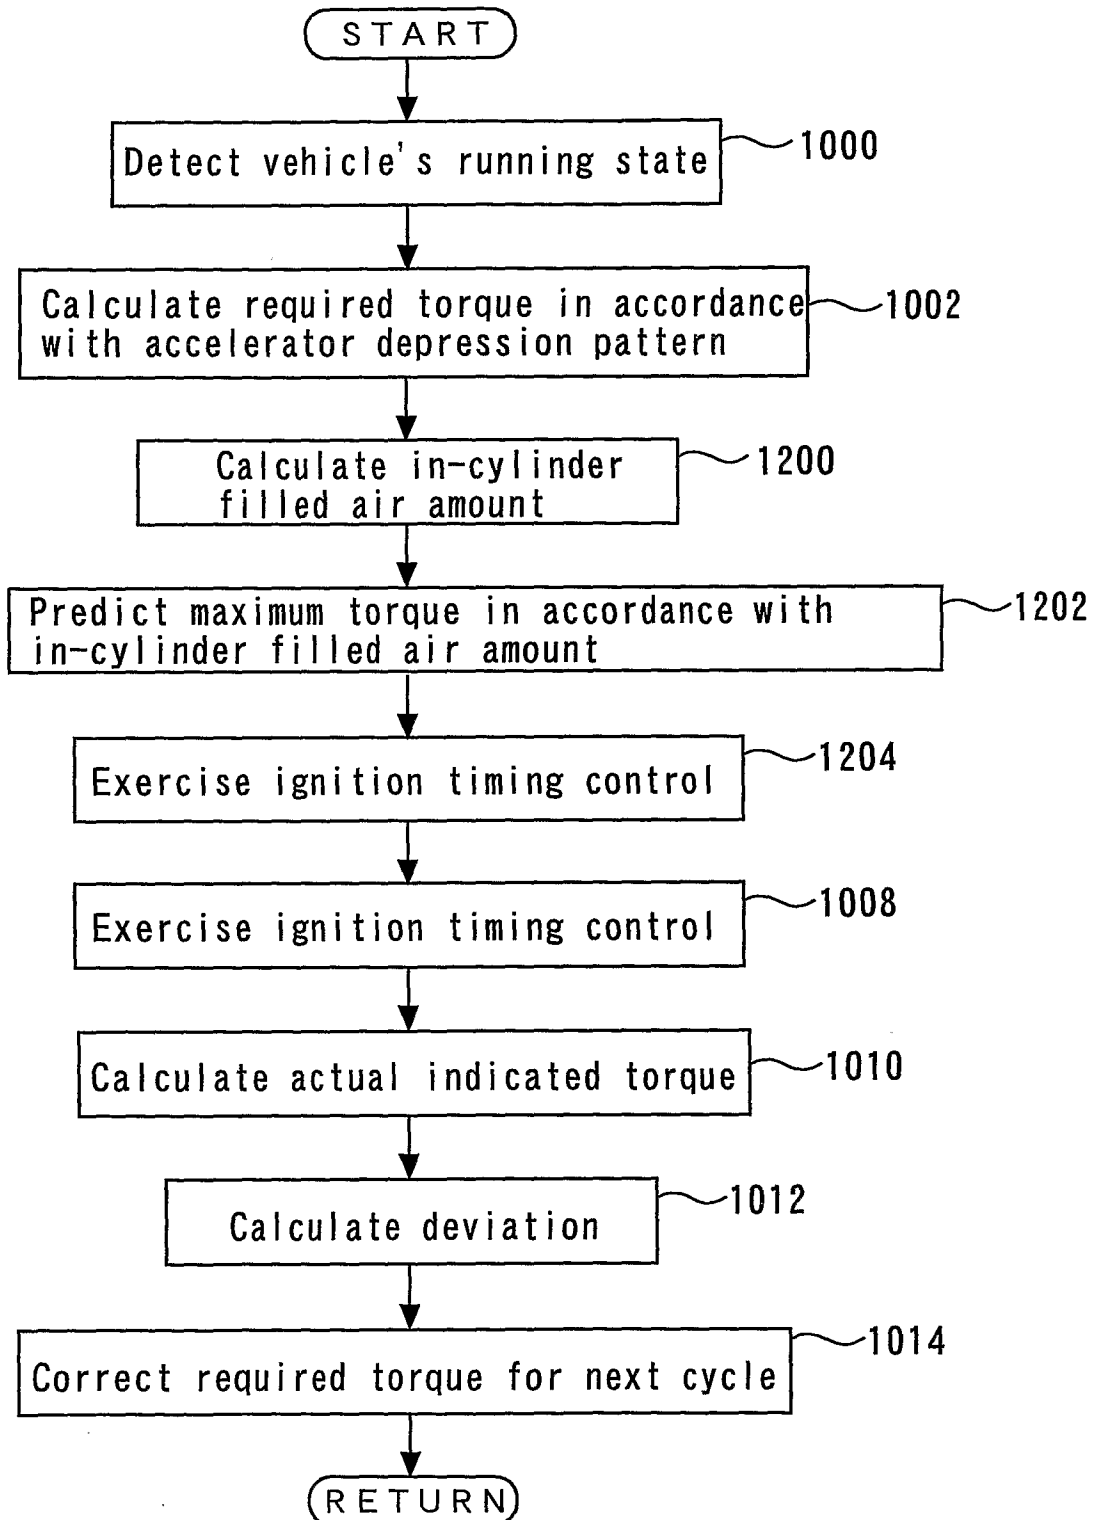 START
Detect vehicle's running state
1000
Calculate required torque in accordance
with accelerator depression pattern
1002
Calculate in-cylinder
filled air amount
1200
Predict maximum torque in accordance with
in-cylinder filled air amount
1202
Exercise ignition timing control
1204
Exercise ignition timing control
1008
Calculate actual indicated torque
1010
Calculate deviation
1012
Correct required torque for next cycle
1014
RETURN